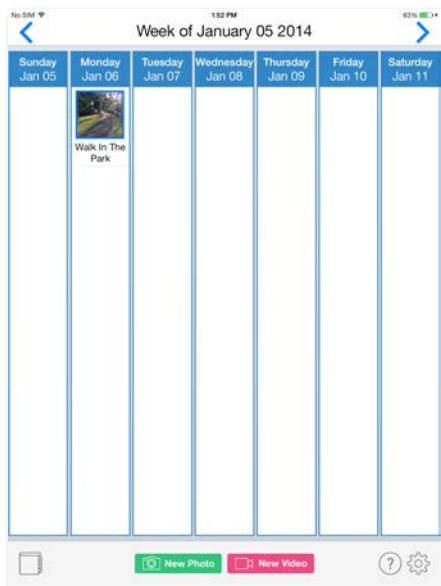 No SIM 1:52 PM 63%
Week of January 05 2014
Sunday Monday Tuesday Wednesday Thursday Friday Saturday
Jan 05 Jan 06 Jan 07 Jan 08 Jan 09 Jan 10 Jan 11
Walk In The
Park
New Photo New Video ?